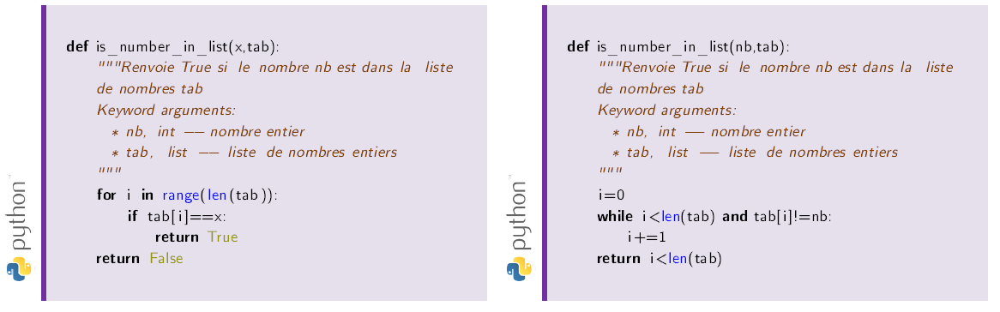 def is_number_in_list(x,tab):
"""Renvoie True si le nombre nb est dans la liste
de nombres tab
Keyword arguments:
* nb, int -- nombre entier
* tab, list -- liste de nombres entiers
"""
for i in range(len(tab)):
if tab[i]==x:
return True
return False
python
def is_number_in_list(nb,tab):
"""Renvoie True si le nombre nb est dans la liste
de nombres tab
Keyword arguments:
* nb, int -- nombre entier
* tab, list -- liste de nombres entiers
"""
i=0
while i<len(tab) and tab[i]!=nb:
i+=1
return i<len(tab)
python